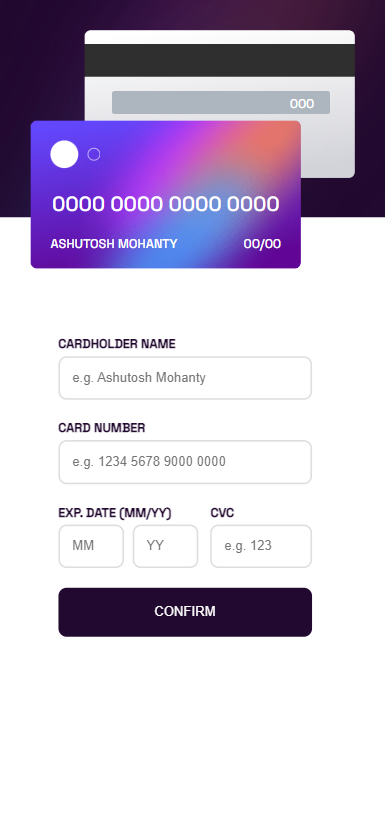 000
0000 0000 0000 0000
ASHUTOSH MOHANTY 00/00
CARDHOLDER NAME
e.g. Ashutosh Mohanty
CARD NUMBER
e.g. 1234 5678 9000 0000
EXP. DATE (MM/YY) CVC
MM YY e.g. 123
CONFIRM